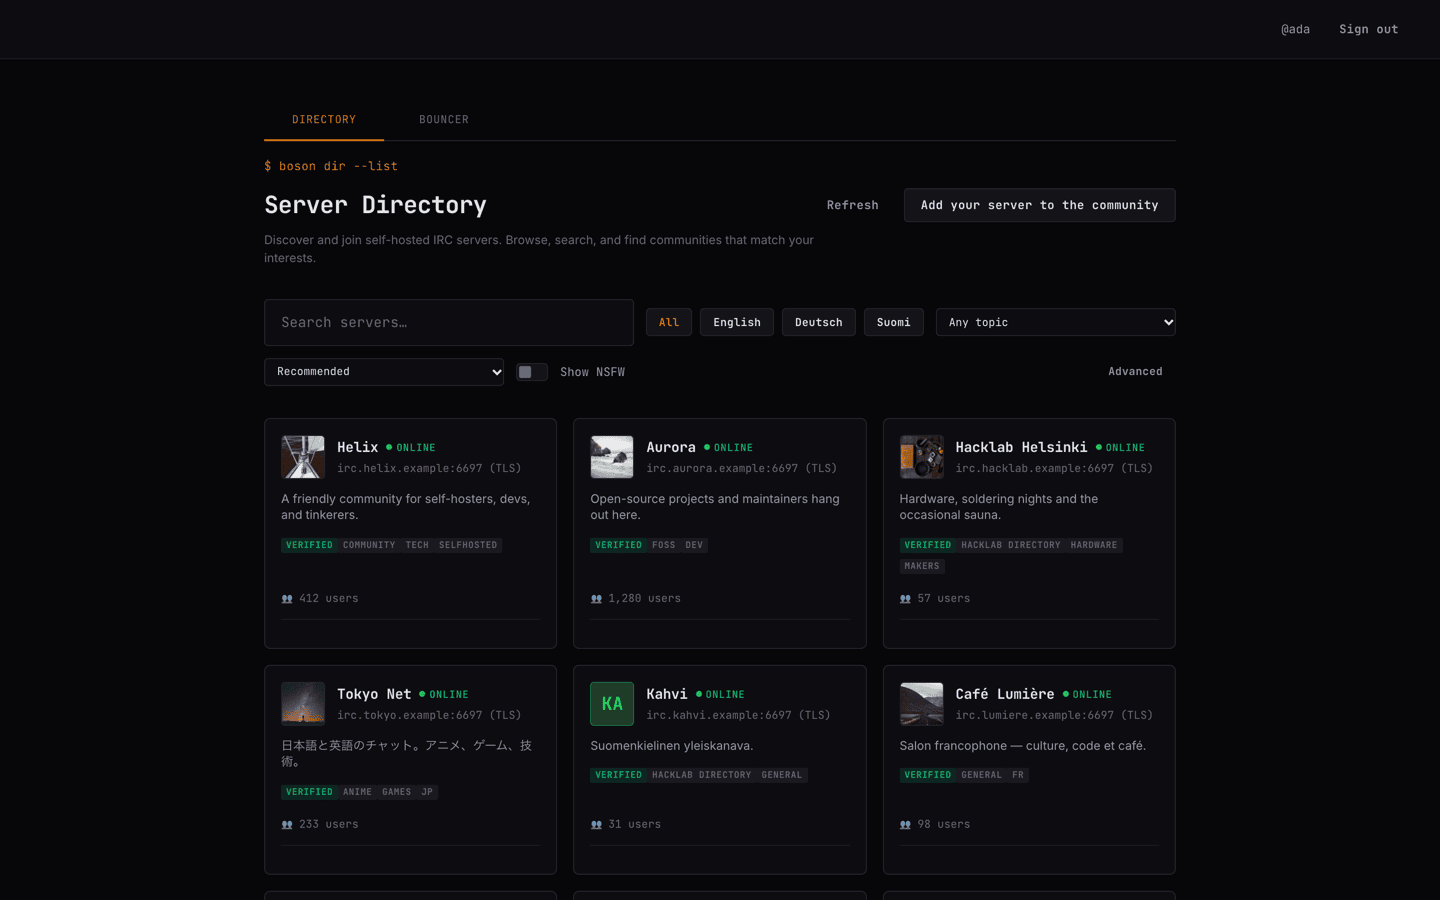 @ada Sign out
DIRECTORY BOUNCER
$ boson dir --list
Server Directory
Refresh Add your server to the community
Discover and join self-hosted IRC servers. Browse, search, and find communities that match your
interests.
Search servers… All English Deutsch Suomi Any topic
Recommended Show NSFW Advanced
Helix ONLINE
irc.helix.example:6697 (TLS)
A friendly community for self-hosters, devs,
and tinkerers.
VERIFIED COMMUNITY TECH SELFHOSTED
412 users
Aurora ONLINE
irc.aurora.example:6697 (TLS)
Open-source projects and maintainers hang
out here.
VERIFIED FOSS DEV
1,280 users
Hacklab Helsinki ONLINE
irc.hacklab.example:6697 (TLS)
Hardware, soldering nights and the
occasional sauna.
VERIFIED HACKLAB DIRECTORY HARDWARE
MAKERS
57 users
Tokyo Net ONLINE
irc.tokyo.example:6697 (TLS)
日本語と英語のチャット。アニメ、ゲーム、技
術。
VERIFIED ANIME GAMES JP
233 users
KA
Kahvi ONLINE
irc.kahvi.example:6697 (TLS)
Suomenkielinen yleiskanava.
VERIFIED HACKLAB DIRECTORY GENERAL
31 users
Café Lumière ONLINE
irc.lumiere.example:6697 (TLS)
Salon francophone — culture, code et café.
VERIFIED GENERAL FR
98 users